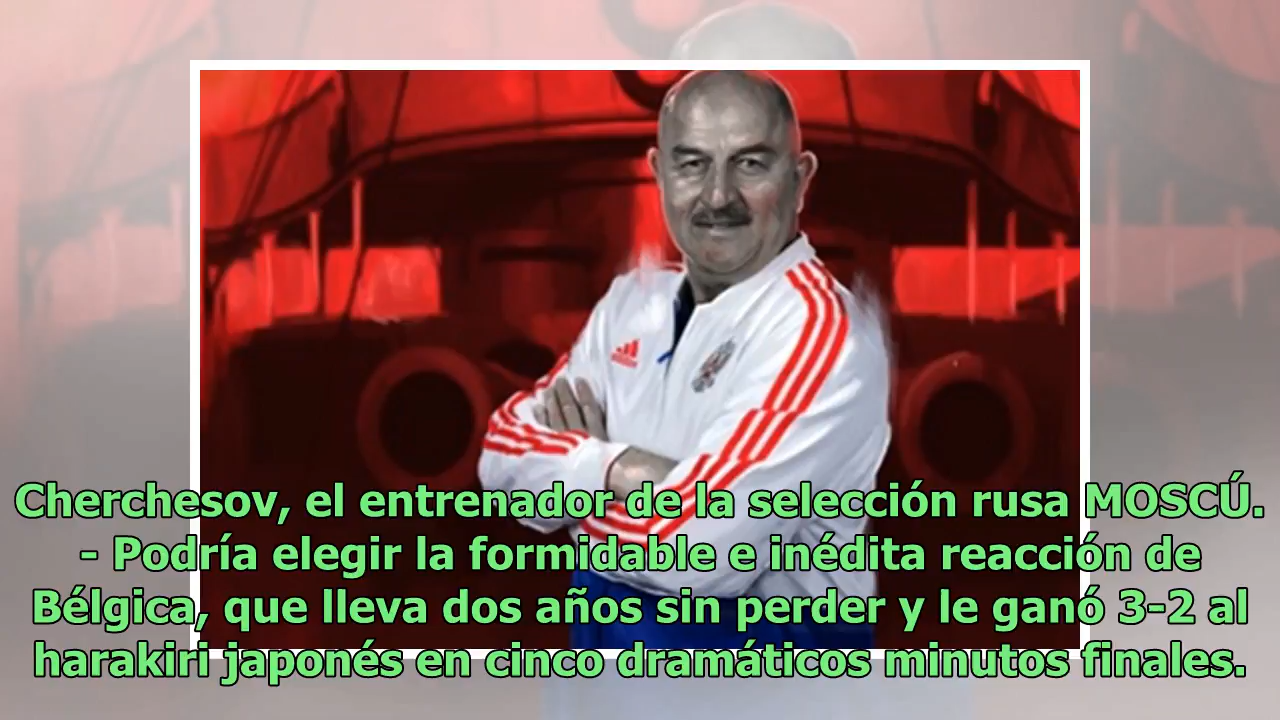 Cherchesov, el entrenador de la selección rusa MOSCÚ.
- Podría elegir la formidable e inédita reacción de
Bélgica, que lleva dos años sin perder y le ganó 3-2 al
harakiri japonés en cinco dramáticos minutos finales.